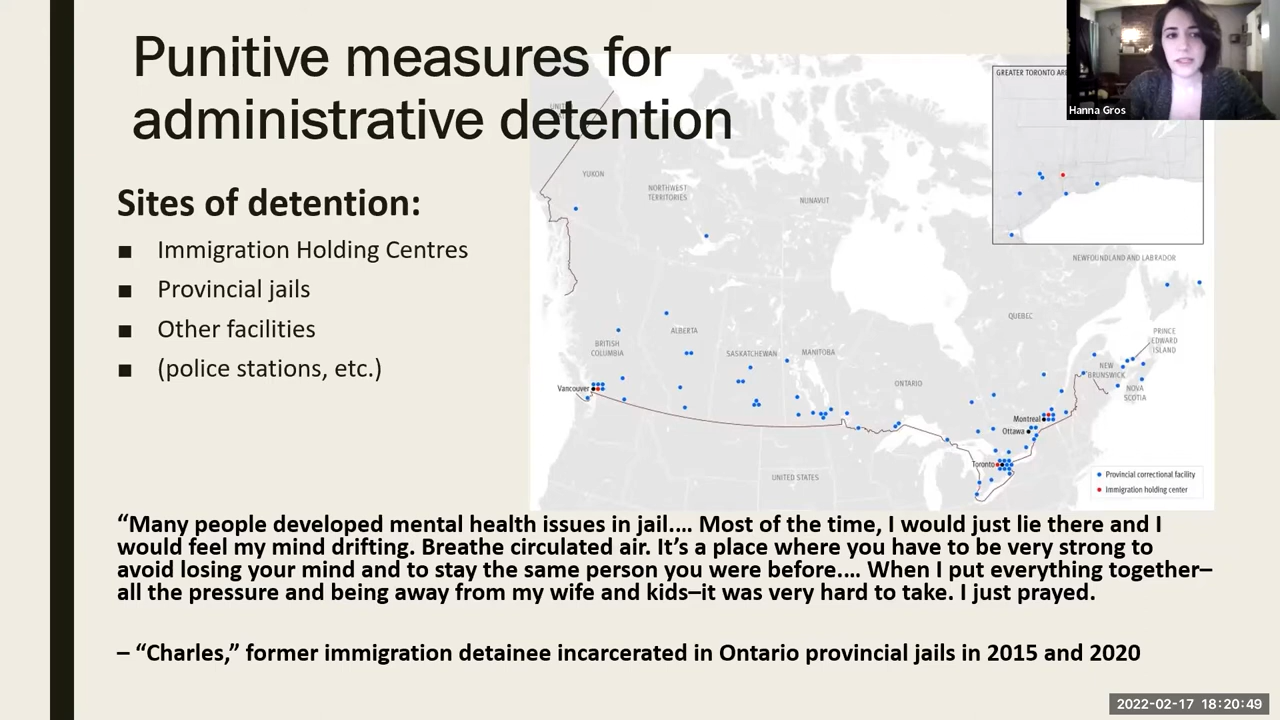 Punitive measures for
administrative detention
Hanna Gros
Sites of detention:
■ Immigration Holding Centres
■ Provincial jails
■ Other facilities
■ (police stations, etc.)
GREATER TORONTO
YUKON
NORTHWEST
TERRITORIES
NUNAVUT
NEWFOUNDLAND AND LABRADOR
BRITISH
COLUMBIA
ALBERTA
SASKATCHEWAN
MANITOBA
ONTARIO
QUEBEC
PRINCE
EDWARD
ISLAND
NEW
BRUNSWICK
NOVA
SCOTIA
Vancouver
Montreal
Ottawa
Toronto
UNITED STATES
Provincial correctional facility
Immigration holding center
“Many people developed mental health issues in jail.... Most of the time, I would just lie there and I
would feel my mind drifting. Breathe circulated air. It’s a place where you have to be very strong to
avoid losing your mind and to stay the same person you were before.... When I put everything together–
all the pressure and being away from my wife and kids–it was very hard to take. I just prayed.
– “Charles,” former immigration detainee incarcerated in Ontario provincial jails in 2015 and 2020
2022-02-17 18:20:49